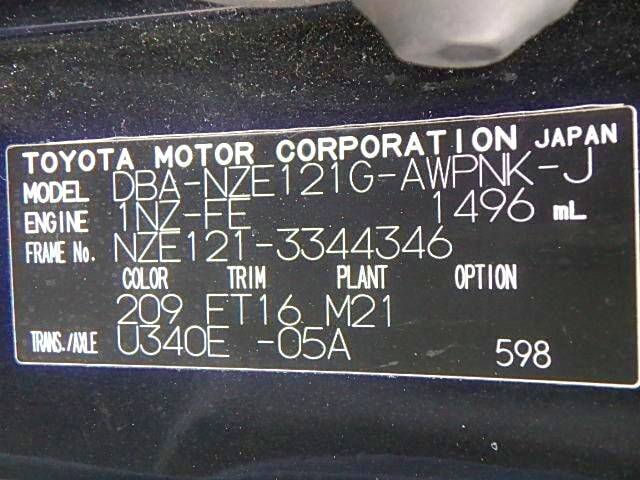 TOYOTA MOTOR CORPORATION JAPAN
MODEL DBA-NZE121G-AWPNK-J
ENGINE 1NZ-FE 1496 mL
FRAME No. NZE121-3344346
COLOR TRIM PLANT OPTION
209 FT16 M21
TRANS./AXLE U340E -05A 598